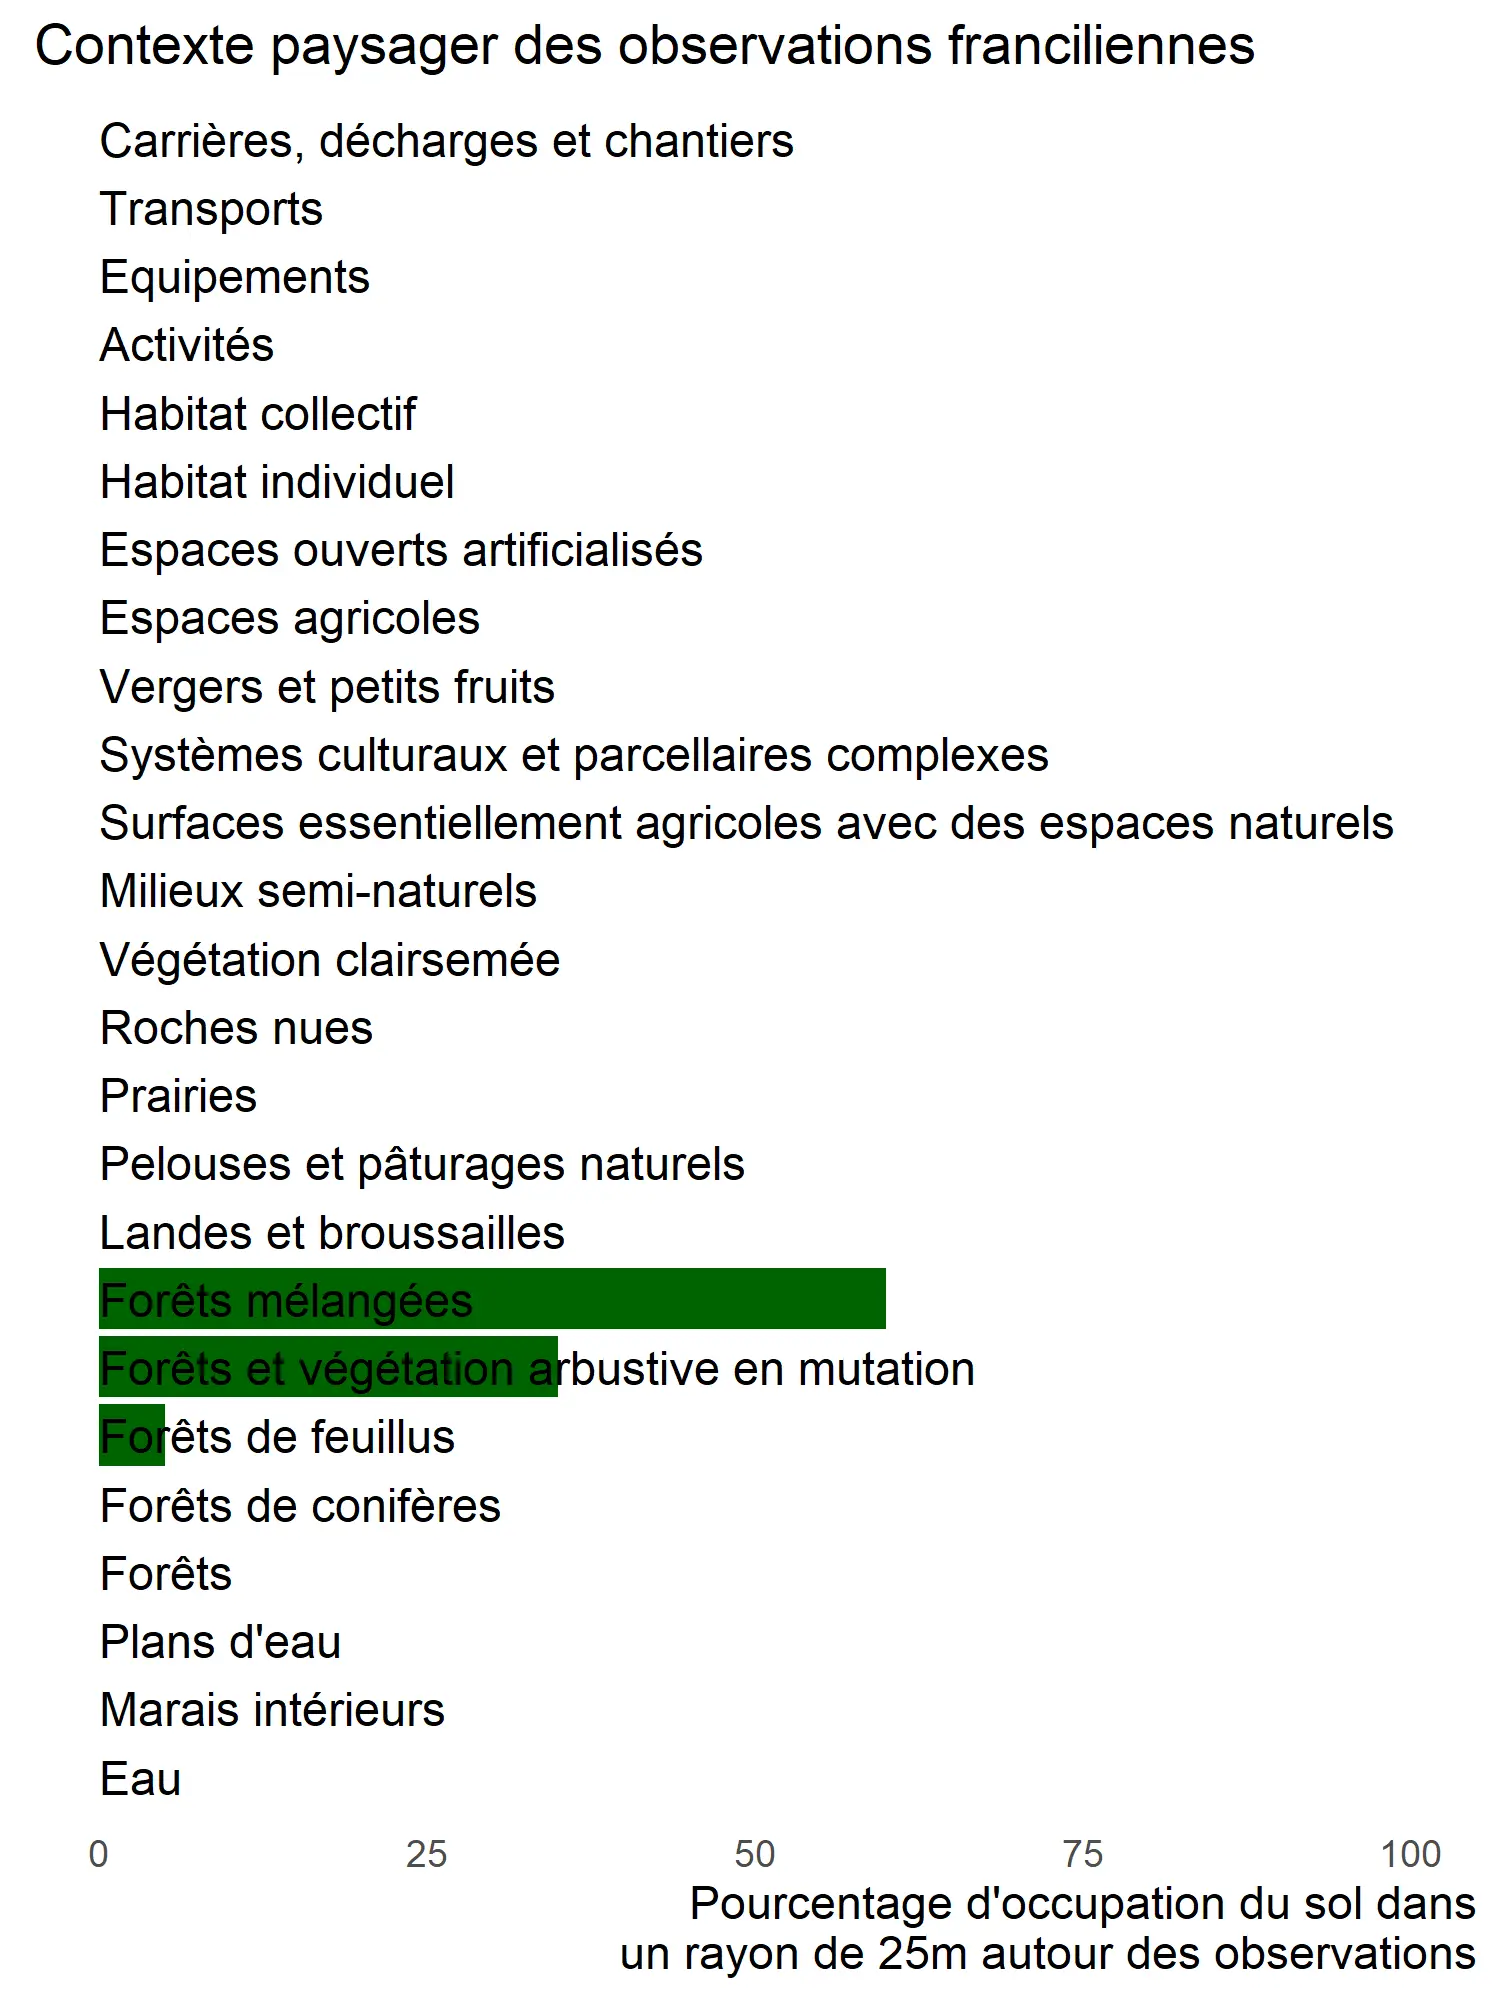 Contexte paysager des observations franciliennes
Carrières, décharges et chantiers
Transports
Equipements
Activités
Habitat collectif
Habitat individuel
Espaces ouverts artificialisés
Espaces agricoles
Vergers et petits fruits
Systèmes culturaux et parcellaires complexes
Surfaces essentiellement agricoles avec des espaces naturels
Milieux semi-naturels
Végétation clairsemée
Roches nues
Prairies
Pelouses et pâturages naturels
Landes et broussailles
Forêts mélangées
Forêts et végétation arbustive en mutation
Forêts de feuillus
Forêts de conifères
Forêts
Plans d'eau
Marais intérieurs
Eau
0 25 50 75 100
Pourcentage d'occupation du sol dans
un rayon de 25m autour des observations